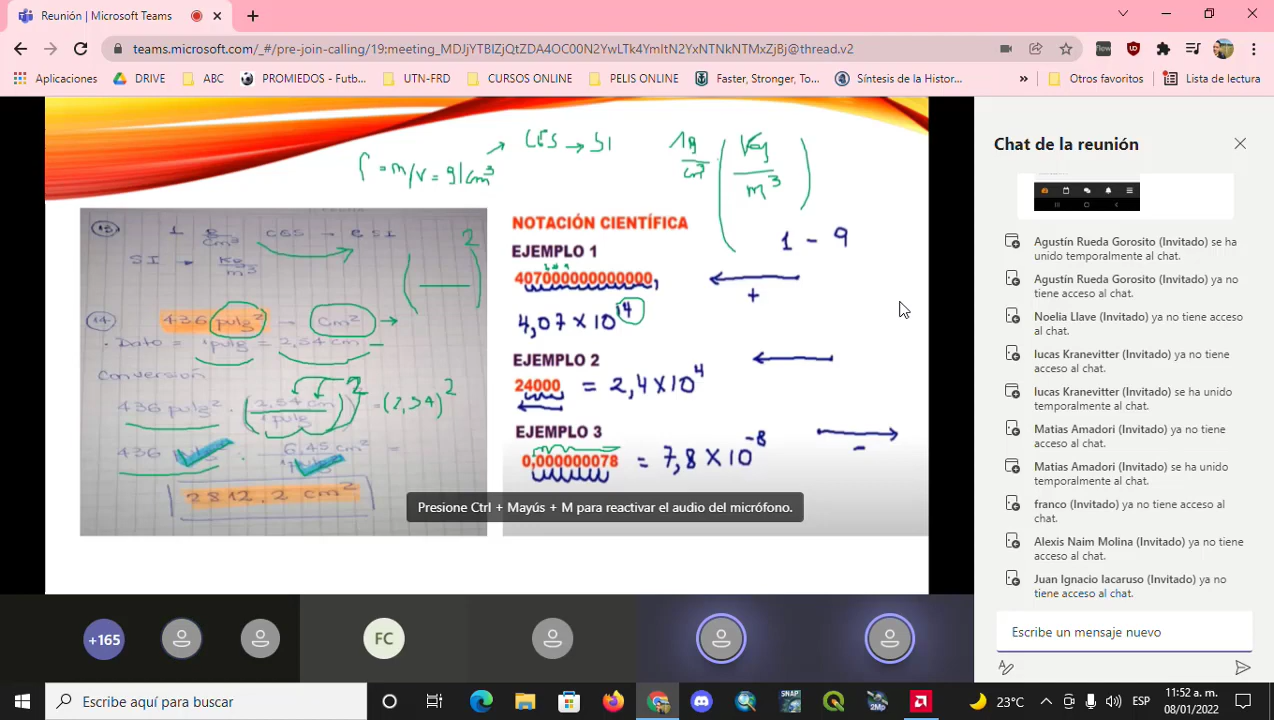 Reunión | Microsoft Teams
teams.microsoft.com/_#/pre-join-calling/19:meeting_MDJjYTBlZjQtZDA4OC00N2YwLTk4YmItN2YxNTNkNTMxZjBj@thread.v2
Aplicaciones DRIVE ABC PROMIEDOS - Futb... UTN-FRD CURSOS ONLINE PELIS ONLINE Faster, Stronger, To... Síntesis de la Histor... » Otros favoritos Lista de lectura
CGS → SI
= m/v = g/cm³
1g/cm³ (kg/m³)
13 1 g/cm³ CGS → SI
SI → kg/m³
2
14 436 pulg² → cm² →
Dato = 1 pulg = 2,54 cm
Conversión
436 pulg² · (2,54 cm / 1 pulg)² = (2,54)²
436 · 6,45 cm² =
2812.2 cm²
NOTACIÓN CIENTÍFICA
1 - 9
EJEMPLO 1
407000000000000,
+
4,07 × 10¹⁴
EJEMPLO 2
24000 = 2,4 × 10⁴
EJEMPLO 3
0,000000078 = 7,8 × 10⁻⁸
-
Presione Ctrl + Mayús + M para reactivar el audio del micrófono.
+165
FC
Chat de la reunión
Agustín Rueda Gorosito (Invitado) se ha
unido temporalmente al chat.
Agustín Rueda Gorosito (Invitado) ya no
tiene acceso al chat.
Noelia Llave (Invitado) ya no tiene acceso
al chat.
lucas Kranevitter (Invitado) ya no tiene
acceso al chat.
lucas Kranevitter (Invitado) se ha unido
temporalmente al chat.
Matias Amadori (Invitado) ya no tiene
acceso al chat.
Matias Amadori (Invitado) se ha unido
temporalmente al chat.
franco (Invitado) ya no tiene acceso al
chat.
Alexis Naim Molina (Invitado) ya no tiene
acceso al chat.
Juan Ignacio Iacaruso (Invitado) ya no
tiene acceso al chat.
Escribe un mensaje nuevo
Escribe aquí para buscar
SNAP
2Mp
23°C
ESP
11:52 a. m.
08/01/2022